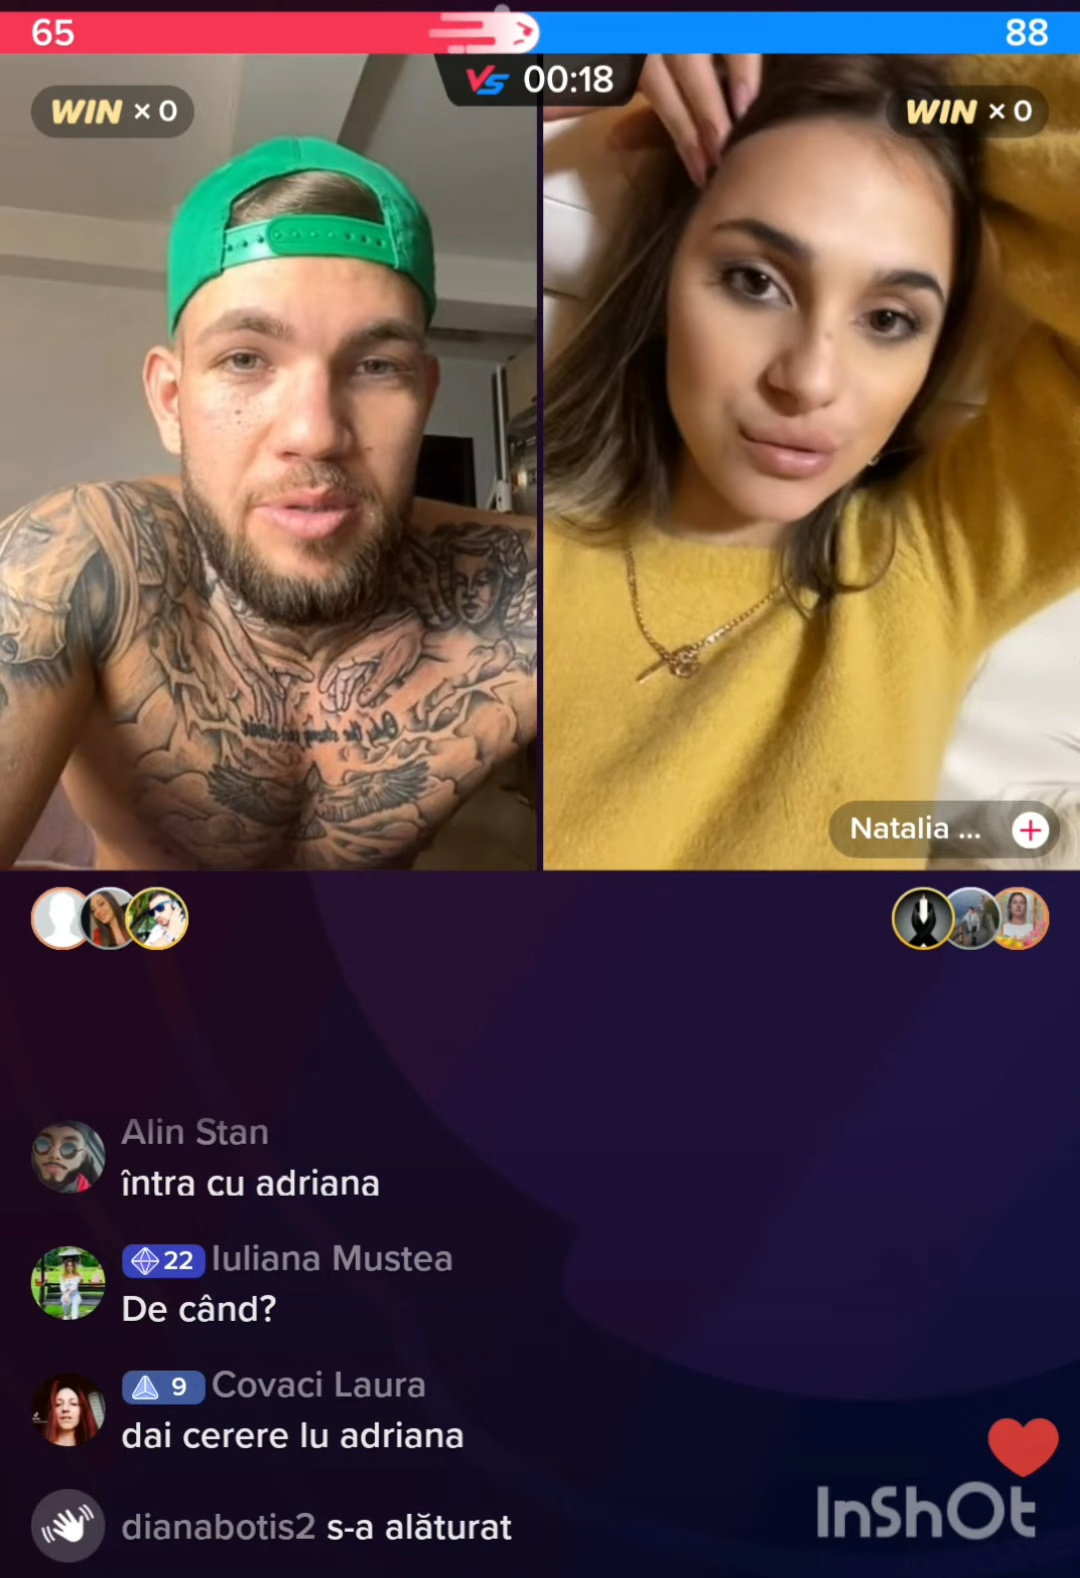 65
88
VS 00:18
WIN × 0
WIN × 0
Natalia ...
Alin Stan
întra cu adriana
22 Iuliana Mustea
De când?
9 Covaci Laura
dai cerere lu adriana
dianabotis2 s-a alăturat
InShOt